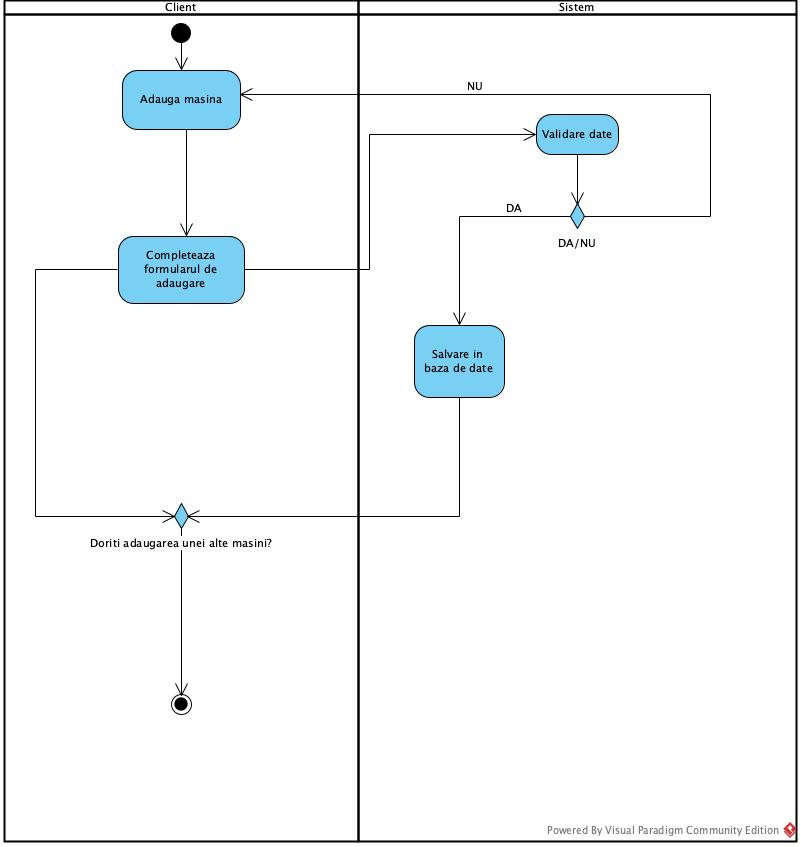 Client
Sistem
NU
Adauga masina
Validare date
DA
DA/NU
Completeaza
formularul de
adaugare
Salvare in
baza de date
Doriti adaugarea unei alte masini?
Powered By Visual Paradigm Community Edition